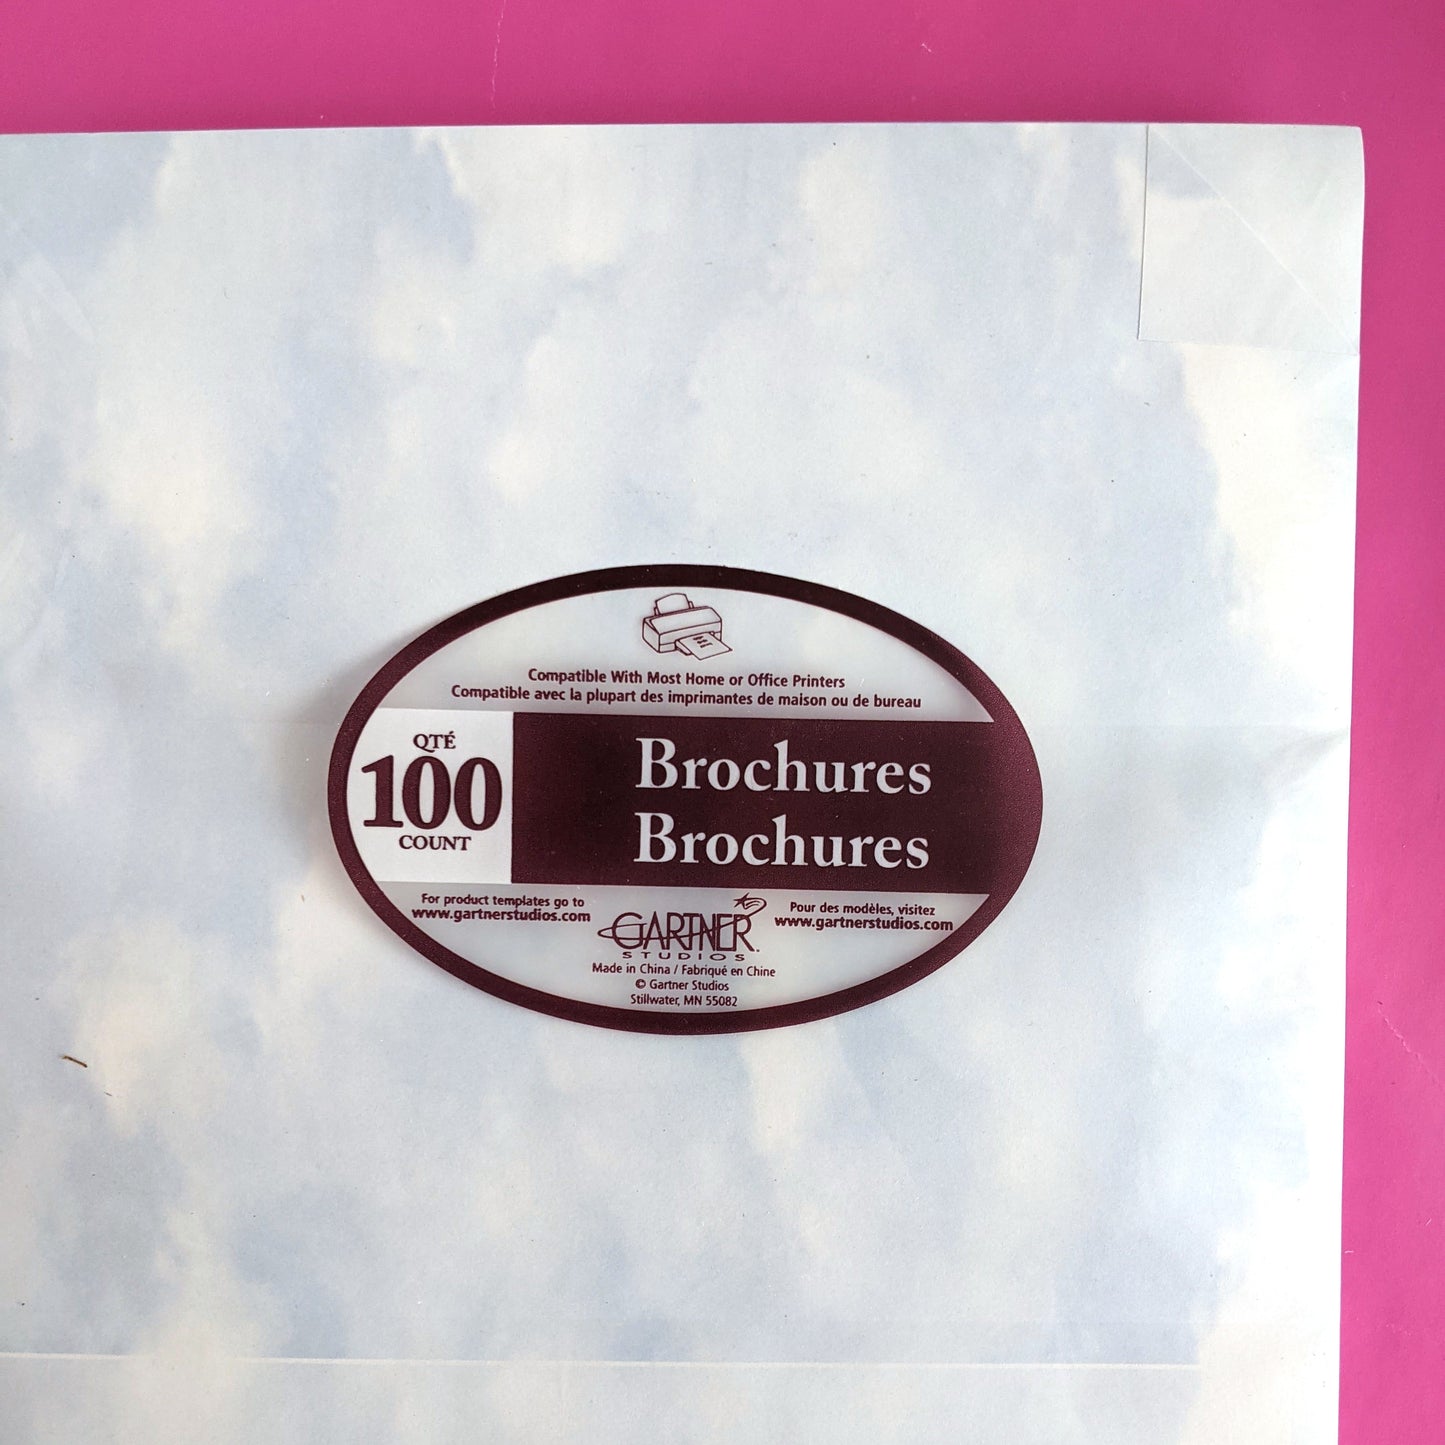 Compatible With Most Home or Office Printers
Compatible avec la plupart des imprimantes de maison ou de bureau
QTÉ
100
COUNT
Brochures
Brochures
For product templates go to
www.gartnerstudios.com
GARTNER
STUDIOS
Pour des modèles, visitez
www.gartnerstudios.com
Made in China / Fabriqué en Chine
© Gartner Studios
Stillwater, MN 55082